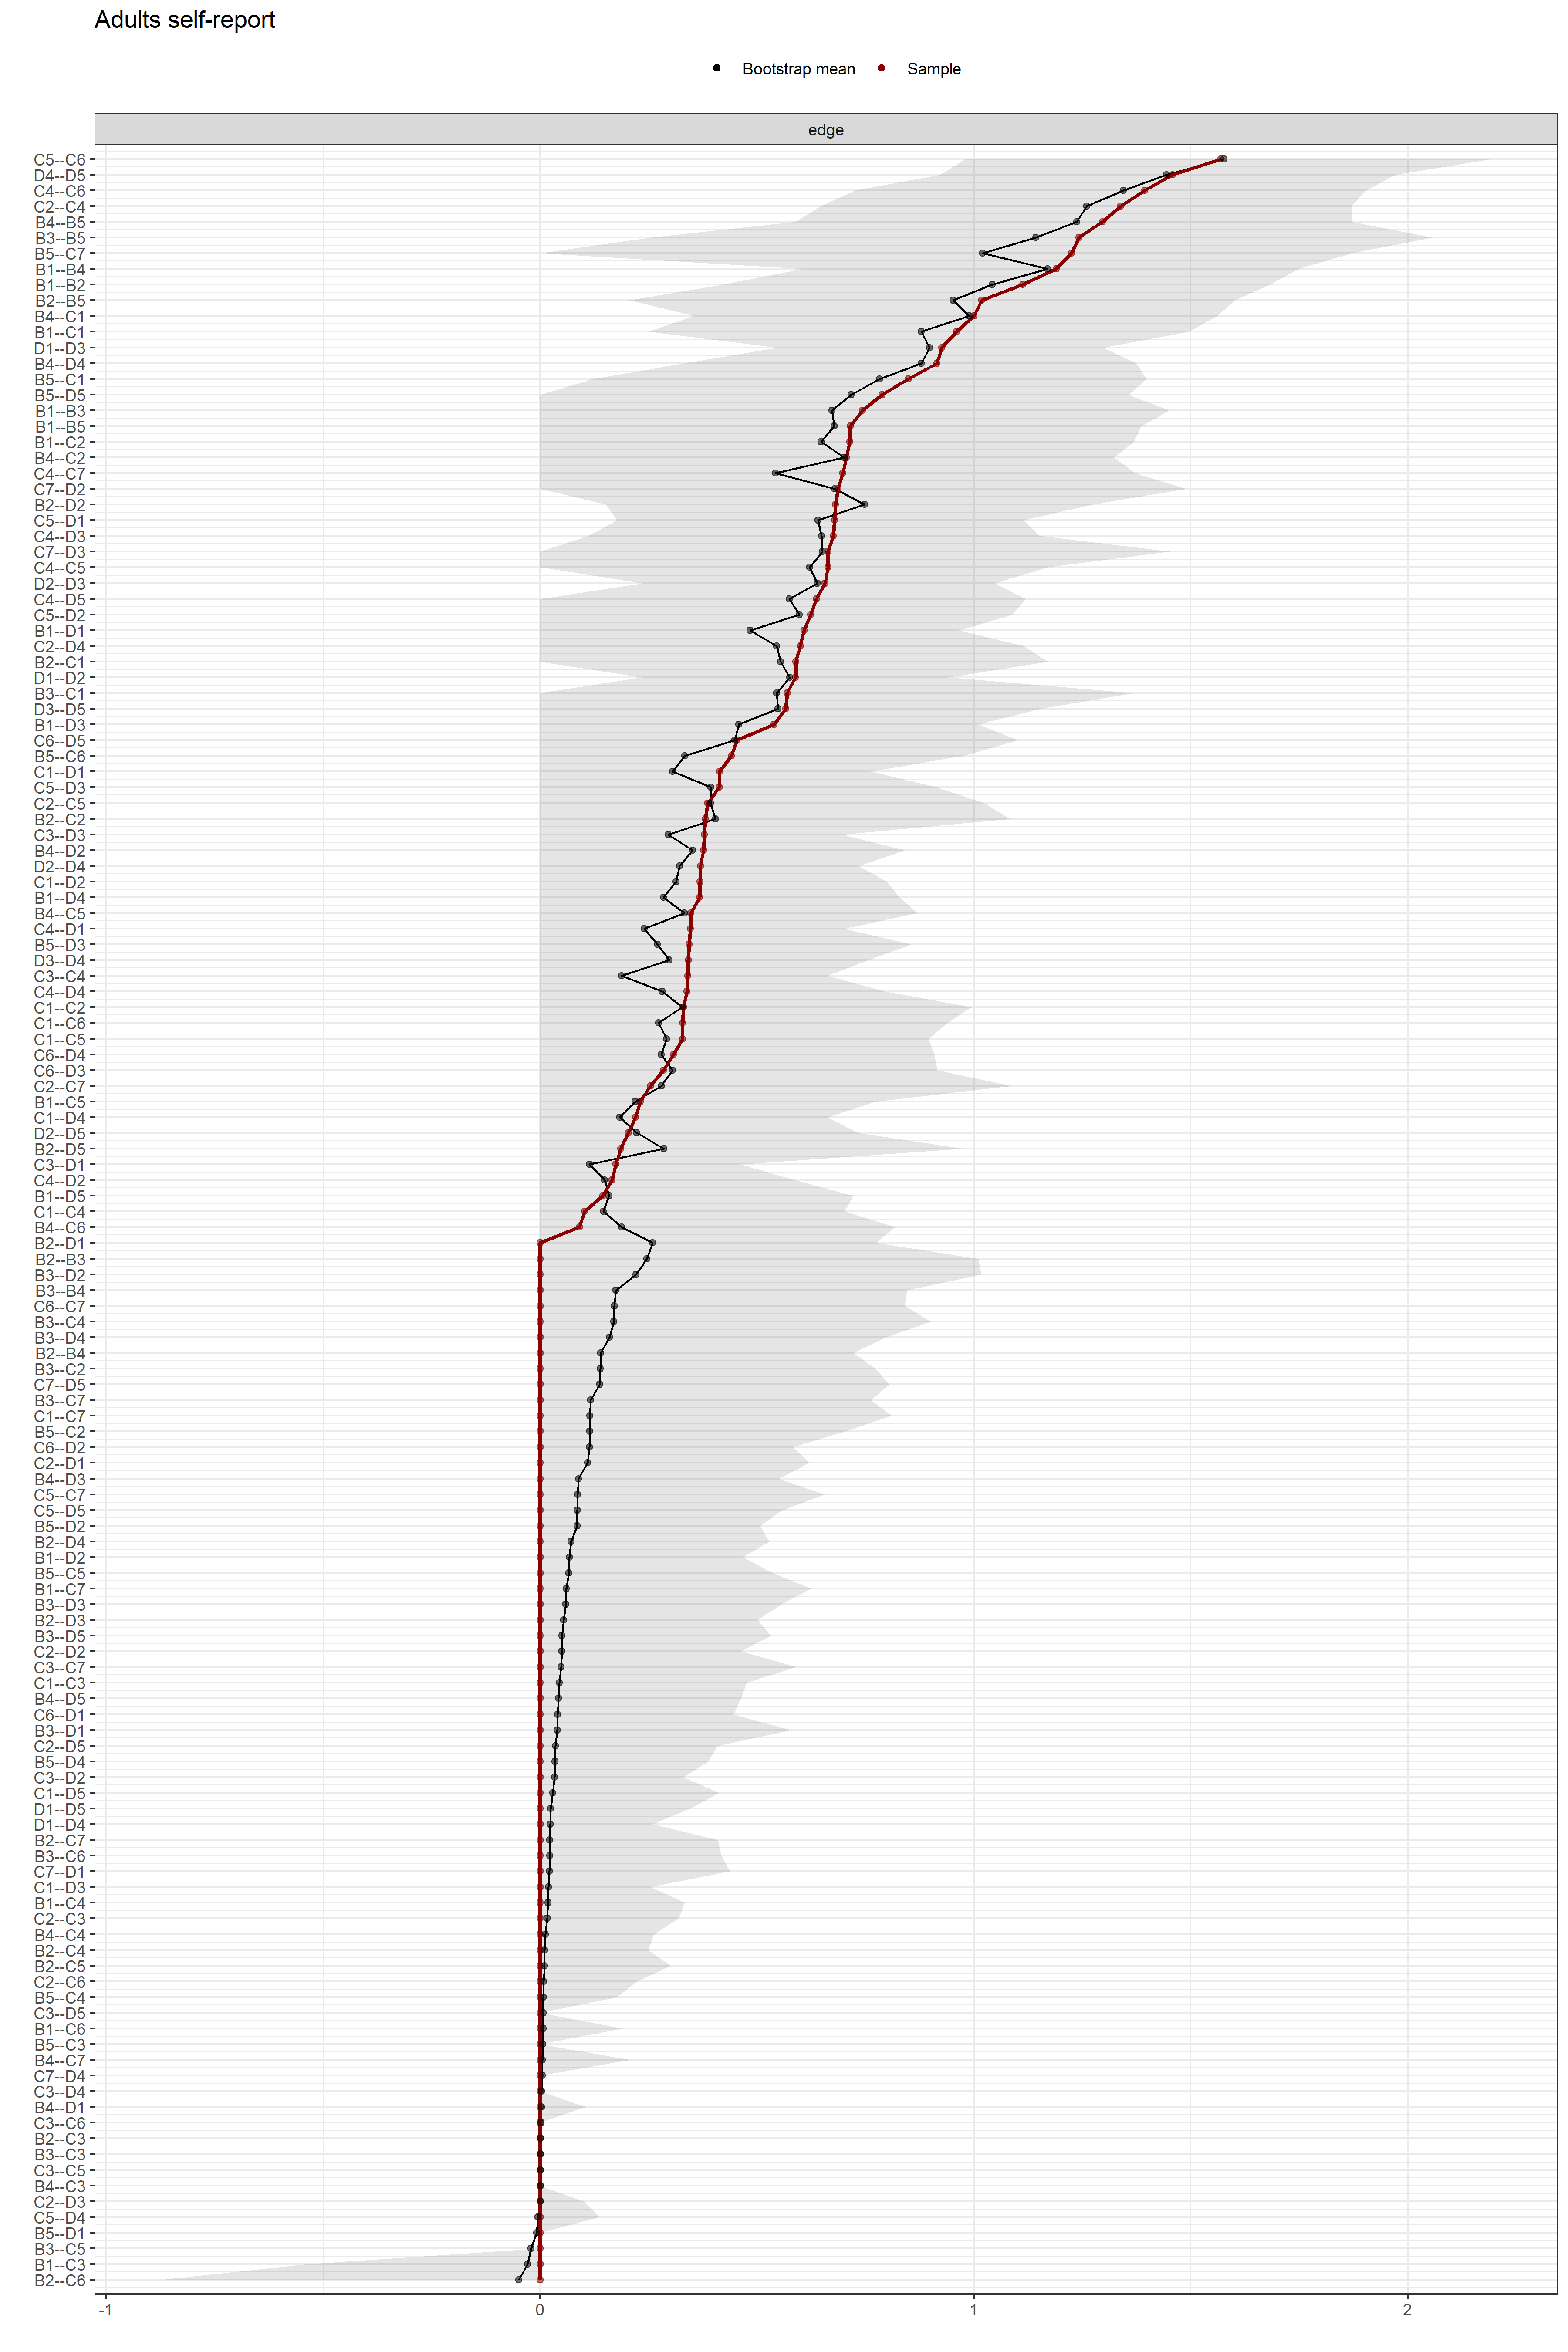 Adults self-report
Bootstrap mean Sample
edge
C5--C6
D4--D5
C4--C6
C2--C4
B4--B5
B3--B5
B5--C7
B1--B4
B1--B2
B2--B5
B4--C1
B1--C1
D1--D3
B4--D4
B5--C1
B5--D5
B1--B3
B1--B5
B1--C2
B4--C2
C4--C7
C7--D2
B2--D2
C5--D1
C4--D3
C7--D3
C4--C5
D2--D3
C4--D5
C5--D2
B1--D1
C2--D4
B2--C1
D1--D2
B3--C1
D3--D5
B1--D3
C6--D5
B5--C6
C1--D1
C5--D3
C2--C5
B2--C2
C3--D3
B4--D2
D2--D4
C1--D2
B1--D4
B4--C5
C4--D1
B5--D3
D3--D4
C3--C4
C4--D4
C1--C2
C1--C6
C1--C5
C6--D4
C6--D3
C2--C7
B1--C5
C1--D4
D2--D5
B2--D5
C3--D1
C4--D2
B1--D5
C1--C4
B4--C6
B2--D1
B2--B3
B3--D2
B3--B4
C6--C7
B3--C4
B3--D4
B2--B4
B3--C2
C7--D5
B3--C7
C1--C7
B5--C2
C6--D2
C2--D1
B4--D3
C5--C7
C5--D5
B5--D2
B2--D4
B1--D2
B5--C5
B1--C7
B3--D3
B2--D3
B3--D5
C2--D2
C3--C7
C1--C3
B4--D5
C6--D1
B3--D1
C2--D5
B5--D4
C3--D2
C1--D5
D1--D5
D1--D4
B2--C7
B3--C6
C7--D1
C1--D3
B1--C4
C2--C3
B4--C4
B2--C4
B2--C5
C2--C6
B5--C4
C3--D5
B1--C6
B5--C3
B4--C7
C7--D4
C3--D4
B4--D1
C3--C6
B2--C3
B3--C3
C3--C5
B4--C3
C2--D3
C5--D4
B5--D1
B3--C5
B1--C3
B2--C6
-1 0 1 2